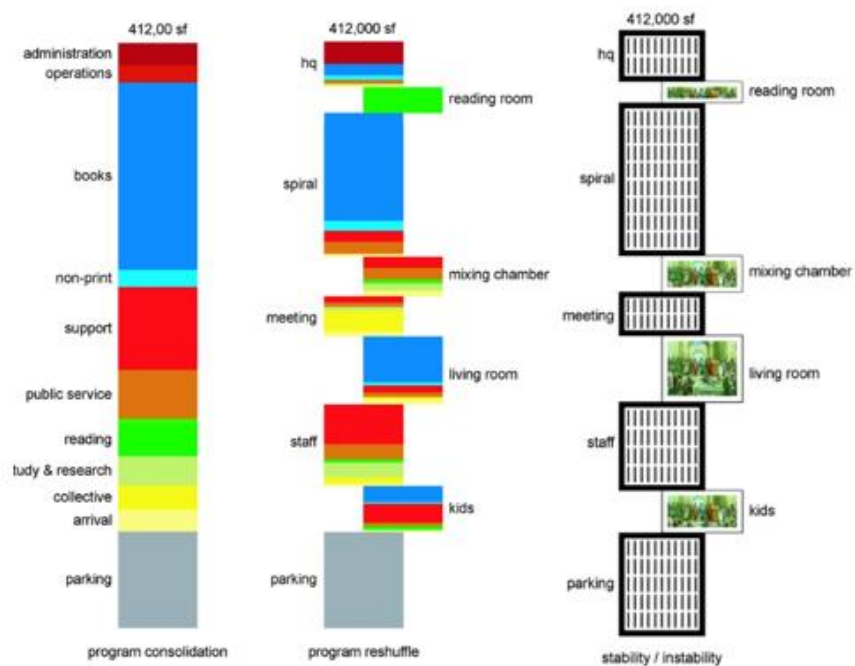 412,00 sf
administration
operations
books
non-print
support
public service
reading
tudy & research
collective
arrival
parking
program consolidation
412,000 sf
hq
reading room
spiral
mixing chamber
meeting
living room
staff
kids
parking
program reshuffle
412,000 sf
hq
reading room
spiral
mixing chamber
meeting
living room
staff
kids
parking
stability / instability